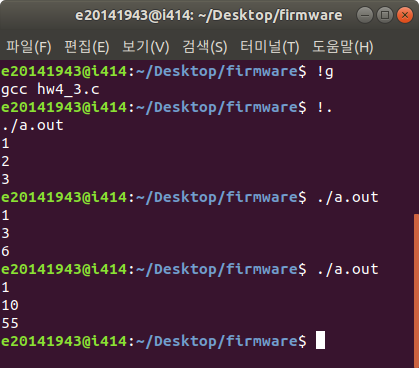 e20141943@i414: ~/Desktop/firmware
파일(F) 편집(E) 보기(V) 검색(S) 터미널(T) 도움말(H)
e20141943@i414:~/Desktop/firmware$ !g
gcc hw4_3.c
e20141943@i414:~/Desktop/firmware$ !.
./a.out
1
2
3
e20141943@i414:~/Desktop/firmware$ ./a.out
1
3
6
e20141943@i414:~/Desktop/firmware$ ./a.out
1
10
55
e20141943@i414:~/Desktop/firmware$